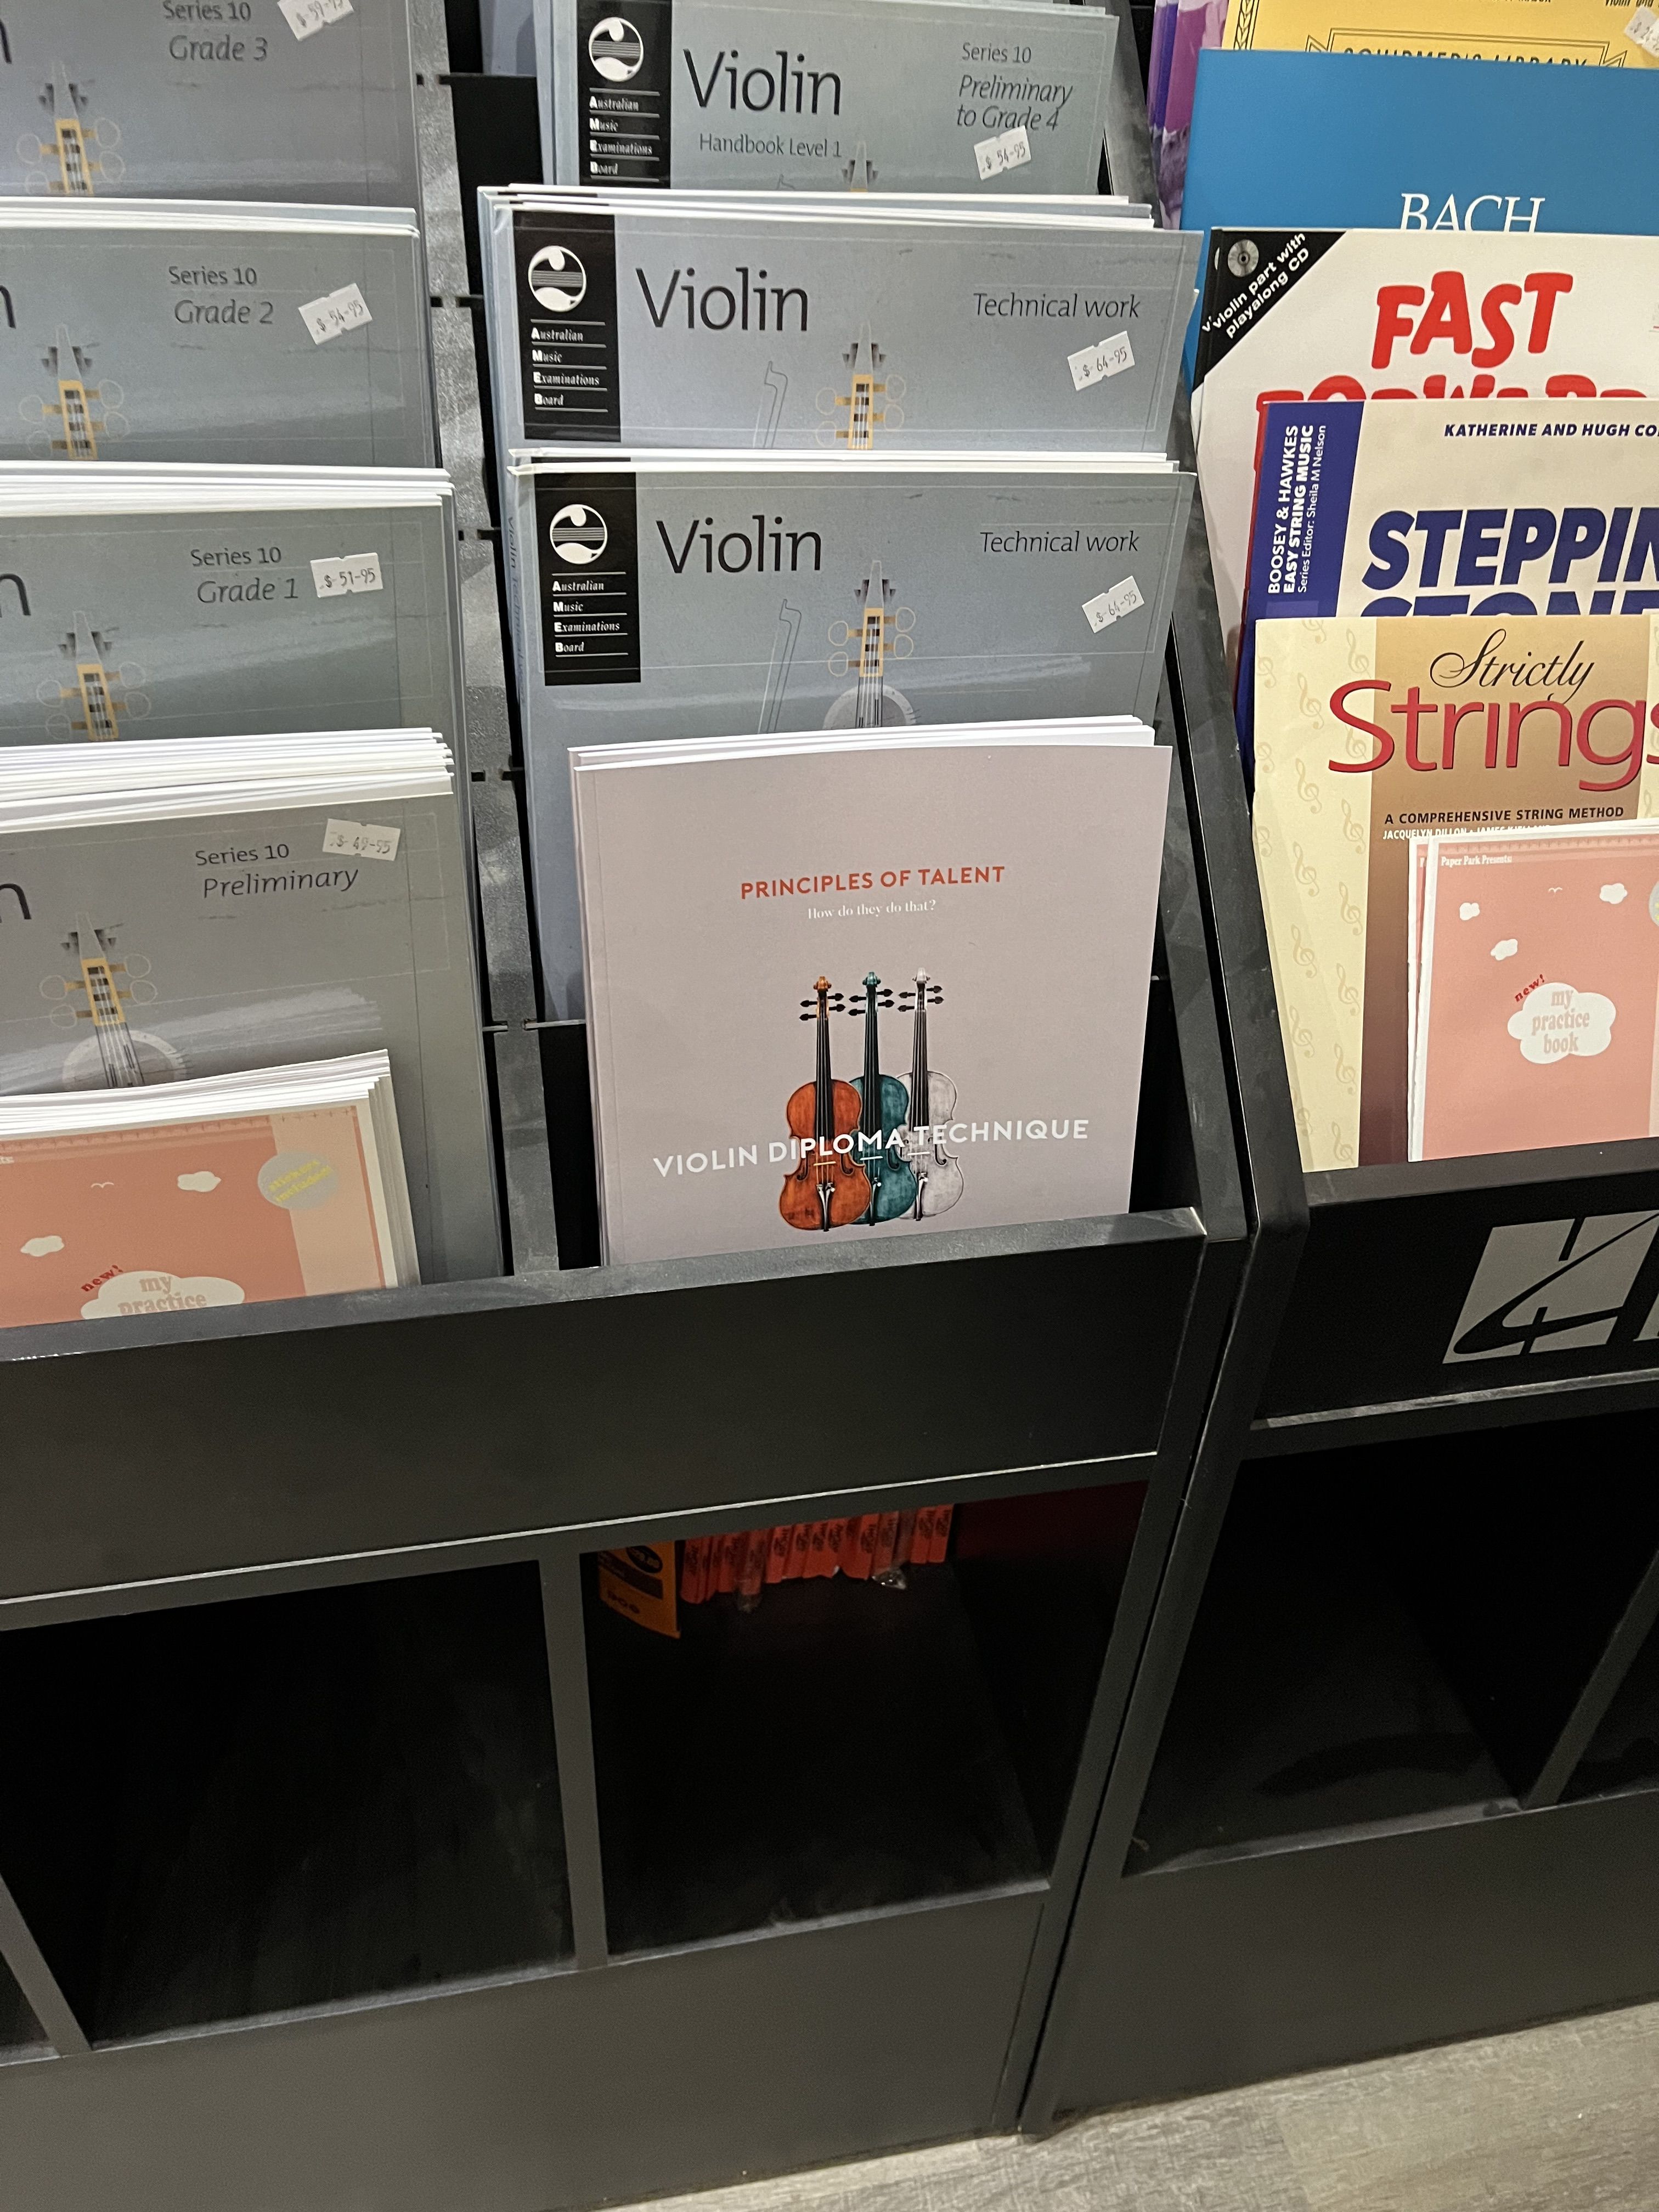 Series 10
Grade 3
Series 10
Grade 2
$ 54-95
Series 10
Grade 1
$ 51-95
Series 10
Preliminary
new!
my
practice
Australian
Music
Examinations
Board
Violin
Handbook Level 1
Series 10
Preliminary
to Grade 4
$ 54-95
Australian
Music
Examinations
Board
Violin
Technical work
$ 64-95
Australian
Music
Examinations
Board
Violin
Technical work
$ 64-95
PRINCIPLES OF TALENT
How do they do that?
VIOLIN DIPLOMA TECHNIQUE
BACH
violin part with
playalong CD
FAST
FORWARD
BOOSEY & HAWKES
EASY STRING MUSIC
Series Editor: Sheila M Nelson
KATHERINE AND HUGH
Strictly
Strings
A COMPREHENSIVE STRING METHOD
Paper Park Presents:
new!
my
practice
book